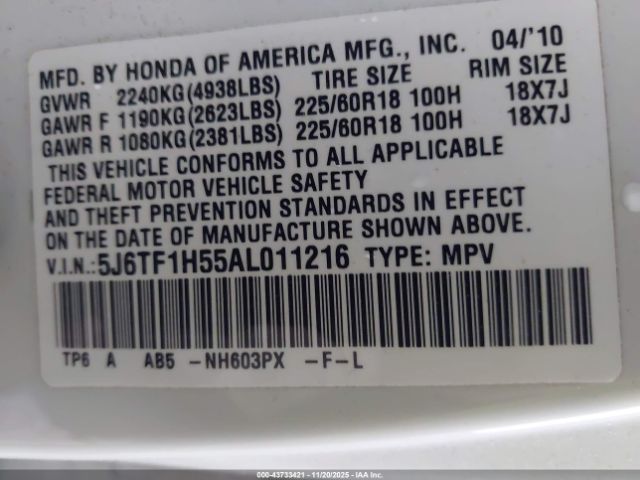 MFD. BY HONDA OF AMERICA MFG., INC. 04/'10
GVWR 2240KG(4938LBS) TIRE SIZE RIM SIZE
GAWR F 1190KG(2623LBS) 225/60R18 100H 18X7J
GAWR R 1080KG(2381LBS) 225/60R18 100H 18X7J
THIS VEHICLE CONFORMS TO ALL APPLICABLE
FEDERAL MOTOR VEHICLE SAFETY
AND THEFT PREVENTION STANDARDS IN EFFECT
ON THE DATE OF MANUFACTURE SHOWN ABOVE.
V.I.N.:5J6TF1H55AL011216 TYPE: MPV
TP6 A AB5 -NH603PX -F-L
000-43733421 - 11/20/2025 - IAA Inc.